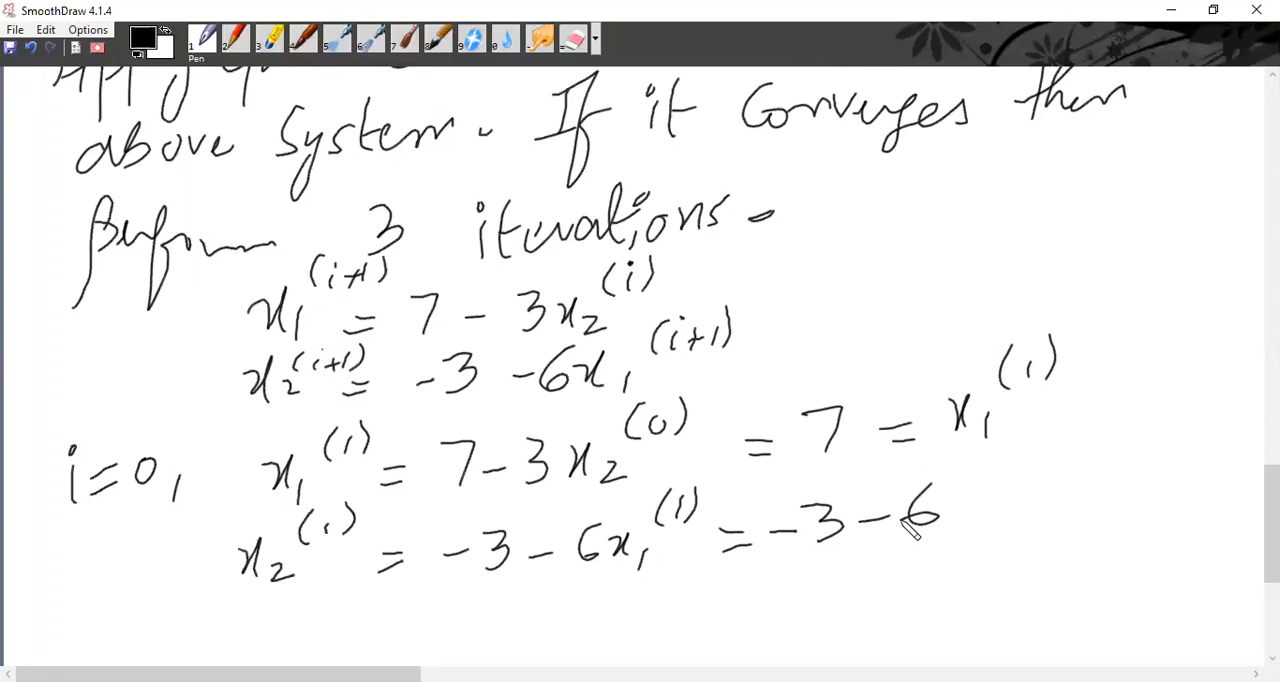 SmoothDraw 4.1.4
File Edit Options
Pen
above System. If it Converges then
perform 3 iterations.
x₁⁽ⁱ⁺¹⁾ = 7 - 3x₂⁽ⁱ⁾
x₂⁽ⁱ⁺¹⁾ = -3 - 6x₁⁽ⁱ⁺¹⁾
i=0, x₁⁽¹⁾ = 7 - 3x₂⁽⁰⁾ = 7 = x₁⁽¹⁾
x₂⁽¹⁾ = -3 - 6x₁⁽¹⁾ = -3 - 6